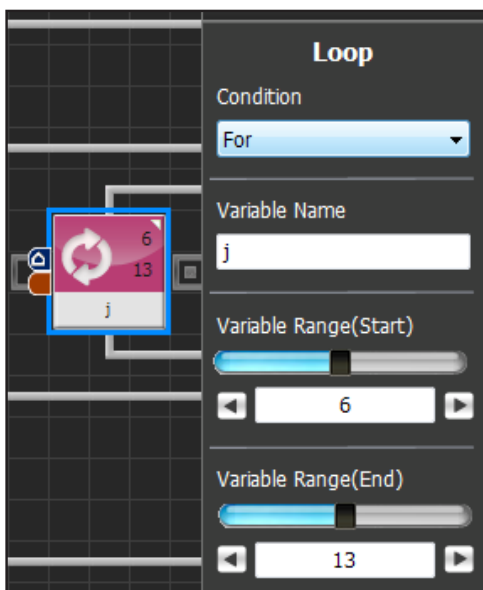 6
13
j
Loop
Condition
For
Variable Name
j
Variable Range(Start)
6
Variable Range(End)
13